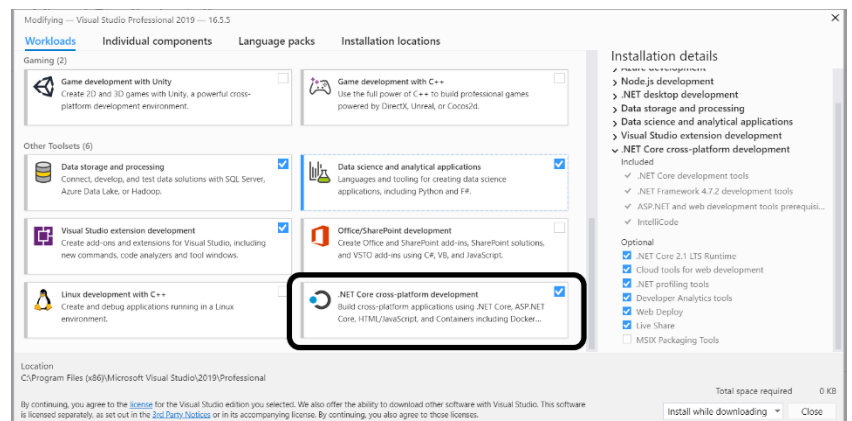 Modifying — Visual Studio Professional 2019 — 16.5.5
Workloads Individual components Language packs Installation locations
Gaming (2)
Game development with Unity
Create 2D and 3D games with Unity, a powerful cross-
platform development environment.
Game development with C++
Use the full power of C++ to build professional games
powered by DirectX, Unreal, or Cocos2d.
Other Toolsets (6)
Data storage and processing
Connect, develop, and test data solutions with SQL Server,
Azure Data Lake, or Hadoop.
Data science and analytical applications
Languages and tooling for creating data science
applications, including Python and F#.
Visual Studio extension development
Create add-ons and extensions for Visual Studio, including
new commands, code analyzers and tool windows.
Office/SharePoint development
Create Office and SharePoint add-ins, SharePoint solutions,
and VSTO add-ins using C#, VB, and JavaScript.
Linux development with C++
Create and debug applications running in a Linux
environment.
.NET Core cross-platform development
Build cross-platform applications using .NET Core, ASP.NET
Core, HTML/JavaScript, and Containers including Docker...
Installation details
Azure development
Node.js development
.NET desktop development
Data storage and processing
Data science and analytical applications
Visual Studio extension development
.NET Core cross-platform development
Included
.NET Core development tools
.NET Framework 4.7.2 development tools
ASP.NET and web development tools prerequisi...
IntelliCode
Optional
.NET Core 2.1 LTS Runtime
Cloud tools for web development
.NET profiling tools
Developer Analytics tools
Web Deploy
Live Share
MSIX Packaging Tools
Location
C:\Program Files (x86)\Microsoft Visual Studio\2019\Professional
By continuing, you agree to the license for the Visual Studio edition you selected. We also offer the ability to download other software with Visual Studio. This software
is licensed separately, as set out in the 3rd Party Notices or in its accompanying license. By continuing, you also agree to those licenses.
Total space required 0 KB
Install while downloading Close